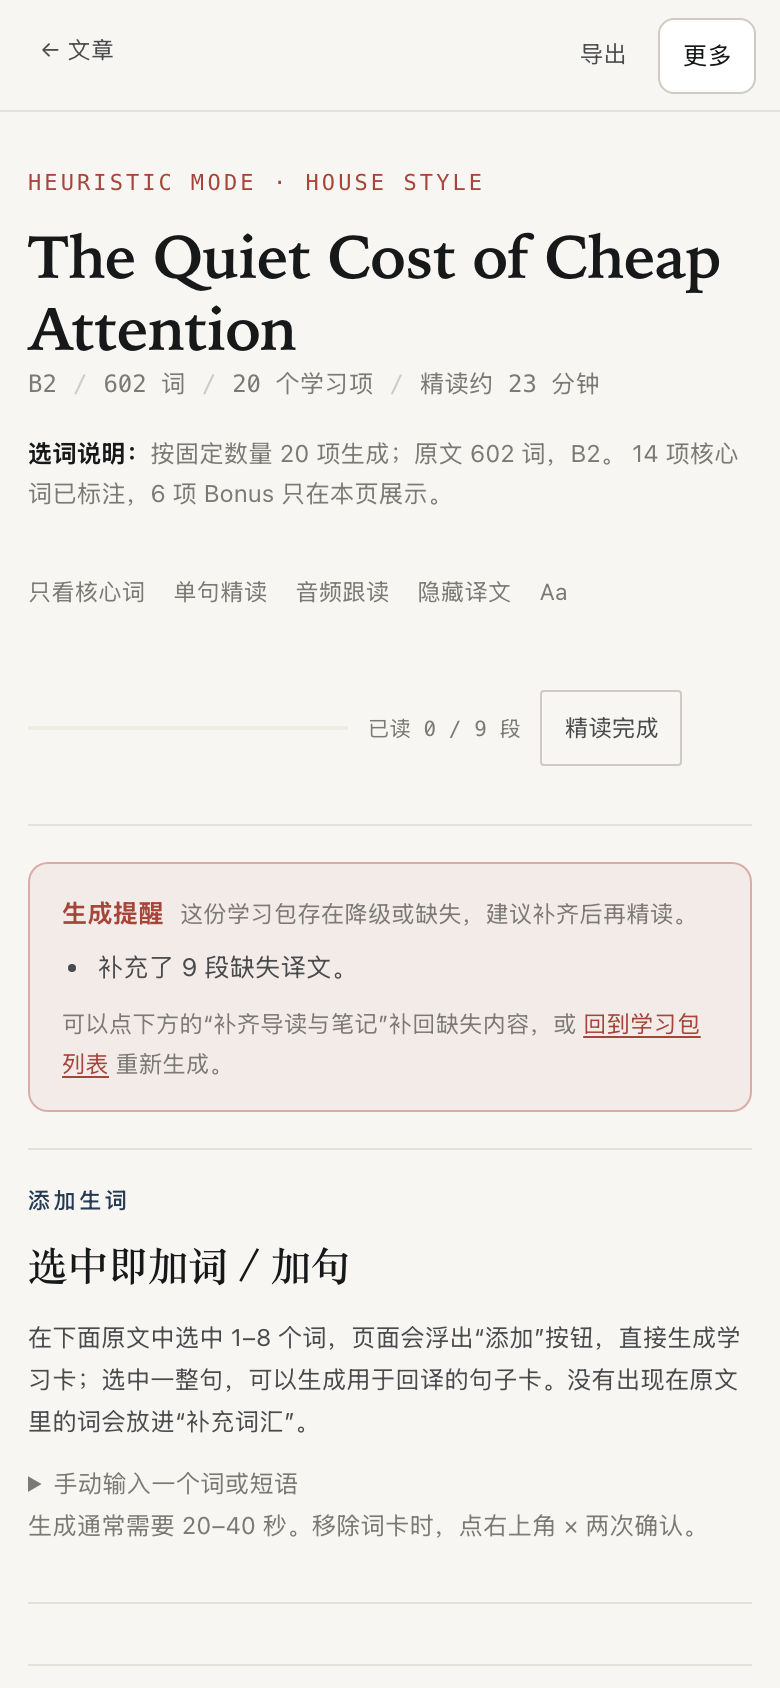 ← 文章
导出
更多
HEURISTIC MODE · HOUSE STYLE
The Quiet Cost of Cheap
Attention
B2 / 602 词 / 20 个学习项 / 精读约 23 分钟
选词说明：按固定数量 20 项生成；原文 602 词，B2。 14 项核心
词已标注，6 项 Bonus 只在本页展示。
只看核心词 单句精读 音频跟读 隐藏译文 Aa
已读 0 / 9 段
精读完成
生成提醒 这份学习包存在降级或缺失，建议补齐后再精读。
• 补充了 9 段缺失译文。
可以点下方的“补齐导读与笔记”补回缺失内容，或 回到学习包
列表 重新生成。
添加生词
选中即加词 / 加句
在下面原文中选中 1–8 个词，页面会浮出“添加”按钮，直接生成学
习卡；选中一整句，可以生成用于回译的句子卡。没有出现在原文
里的词会放进“补充词汇”。
▶ 手动输入一个词或短语
生成通常需要 20–40 秒。移除词卡时，点右上角 × 两次确认。